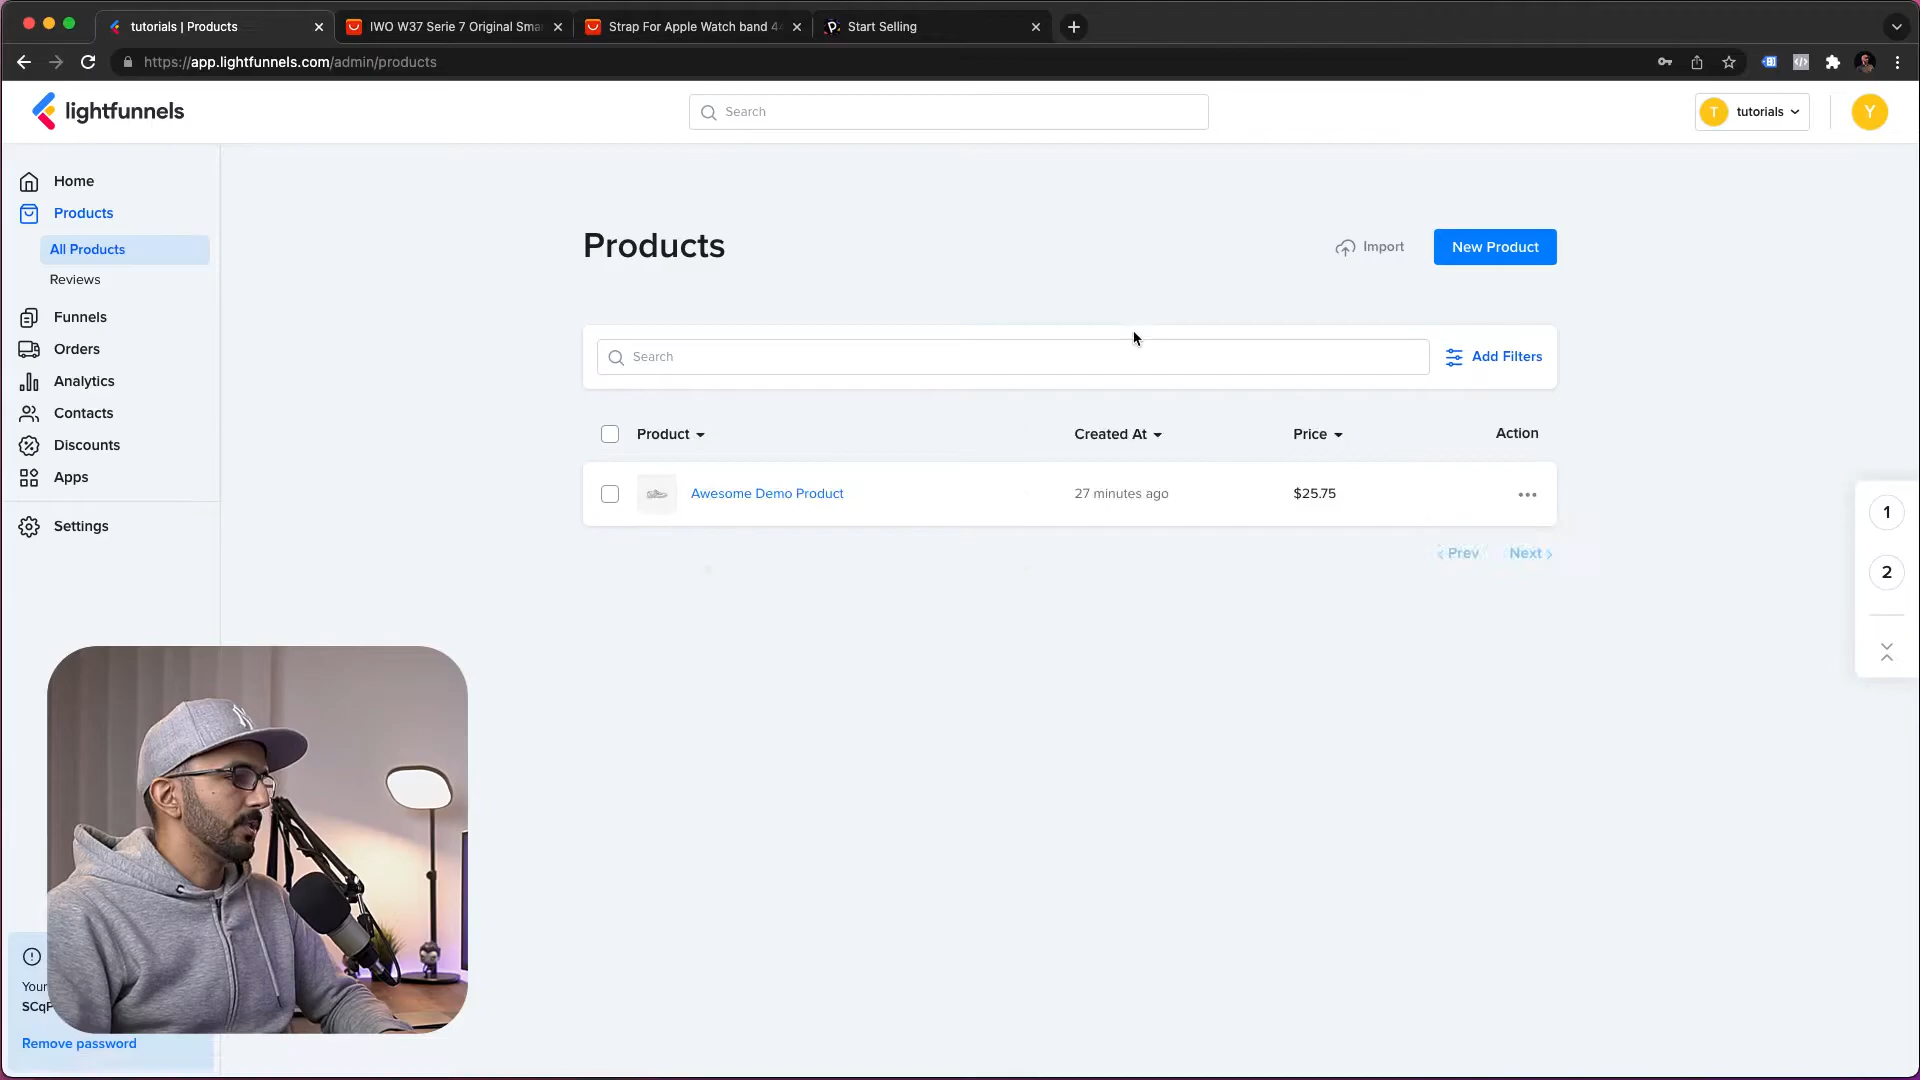 tutorials | Products
IWO W37 Serie 7 Original Sma
Strap For Apple Watch band 4
Start Selling
https://app.lightfunnels.com/admin/products
lightfunnels
Search
T
tutorials
Y
Home
Products
All Products
Reviews
Funnels
Orders
Analytics
Contacts
Discounts
Apps
Settings
Products
Import
New Product
Search
Add Filters
Product
Created At
Price
Action
Awesome Demo Product
27 minutes ago
$25.75
Prev
Next
1
2
Your
Remove password